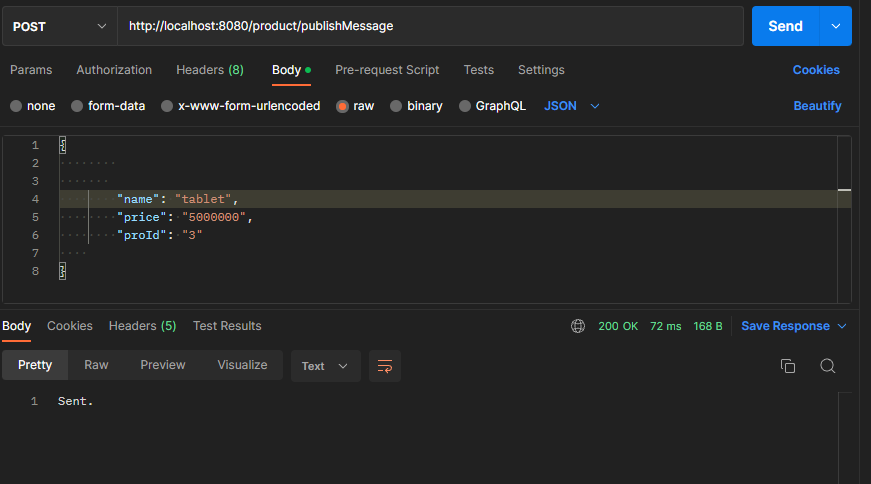 POST http://localhost:8080/product/publishMessage Send
Params Authorization Headers (8) Body Pre-request Script Tests Settings Cookies
none form-data x-www-form-urlencoded raw binary GraphQL JSON Beautify
1 {
2
3
4 "name": "tablet",
5 "price": "5000000",
6 "proId": "3"
7
8 }
Body Cookies Headers (5) Test Results 200 OK 72 ms 168 B Save Response
Pretty Raw Preview Visualize Text
1 Sent.